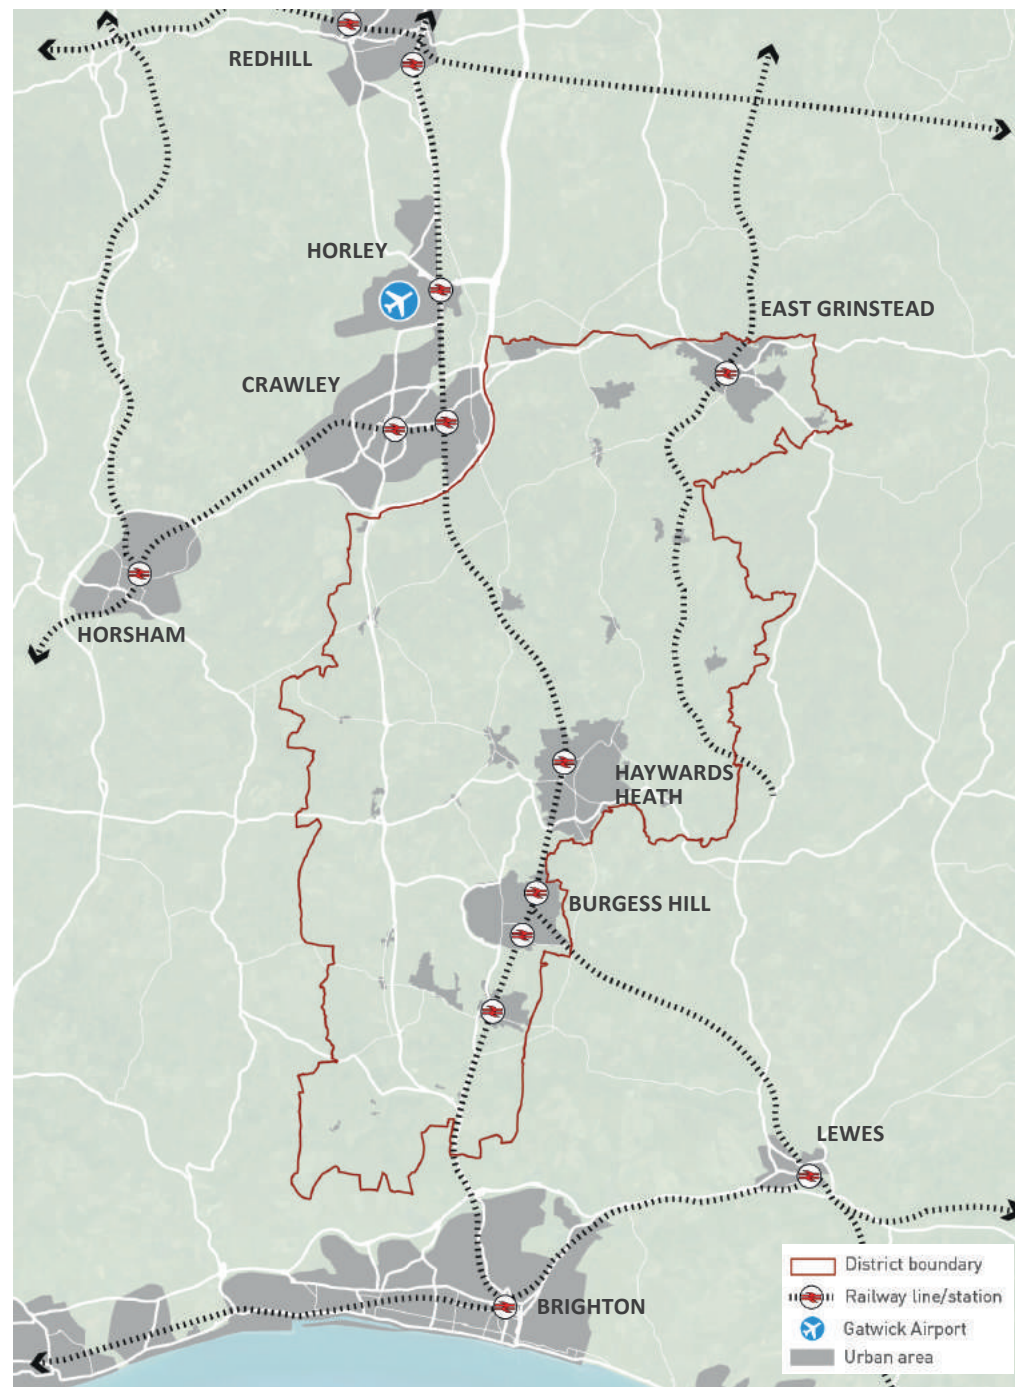 REDHILL
HORLEY
EAST GRINSTEAD
CRAWLEY
HORSHAM
HAYWARDS
HEATH
BURGESS HILL
LEWES
BRIGHTON
District boundary
Railway line/station
Gatwick Airport
Urban area